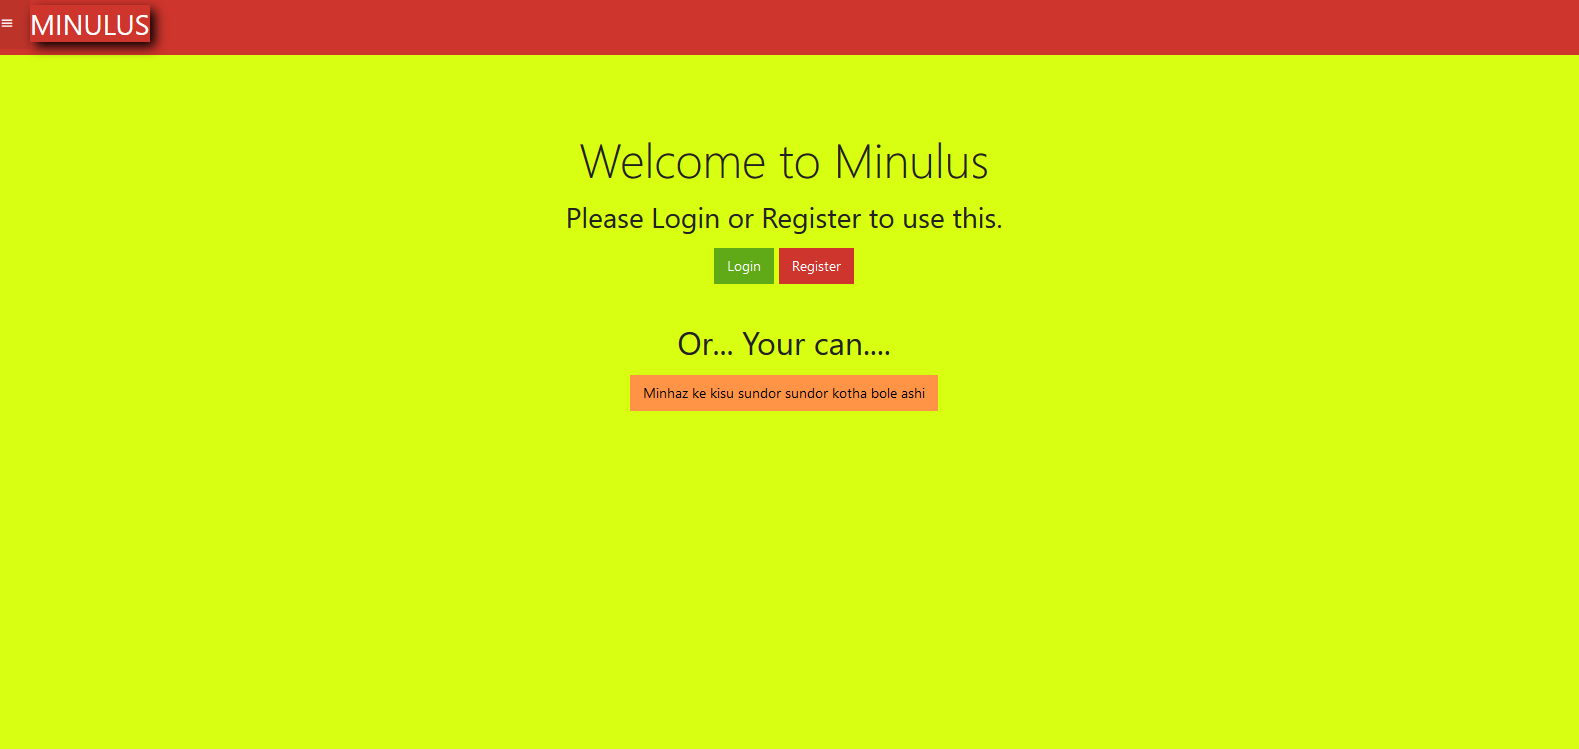 MINULUS
Welcome to Minulus
Please Login or Register to use this.
Login Register
Or... Your can....
Minhaz ke kisu sundor sundor kotha bole ashi